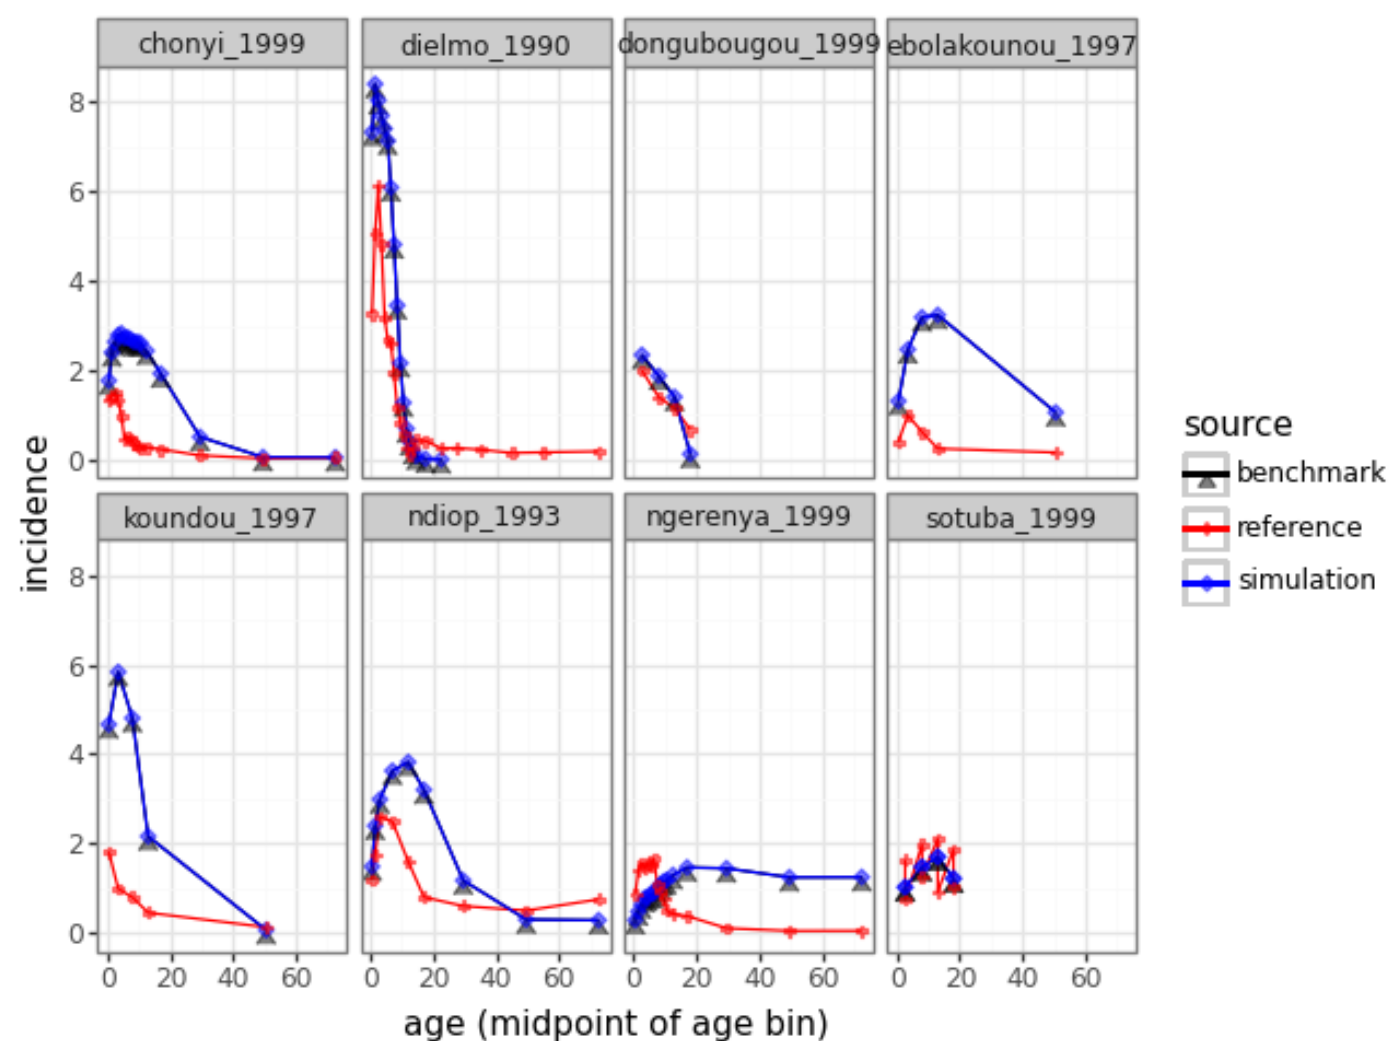 chonyi_1999
dielmo_1990
dongubougou_1999
ebolakounou_1997
8
6
4
2
0
koundou_1997
ndiop_1993
ngerenya_1999
sotuba_1999
8
6
4
2
0
0 20 40 60
0 20 40 60
0 20 40 60
0 20 40 60
incidence
age (midpoint of age bin)
source
benchmark
reference
simulation